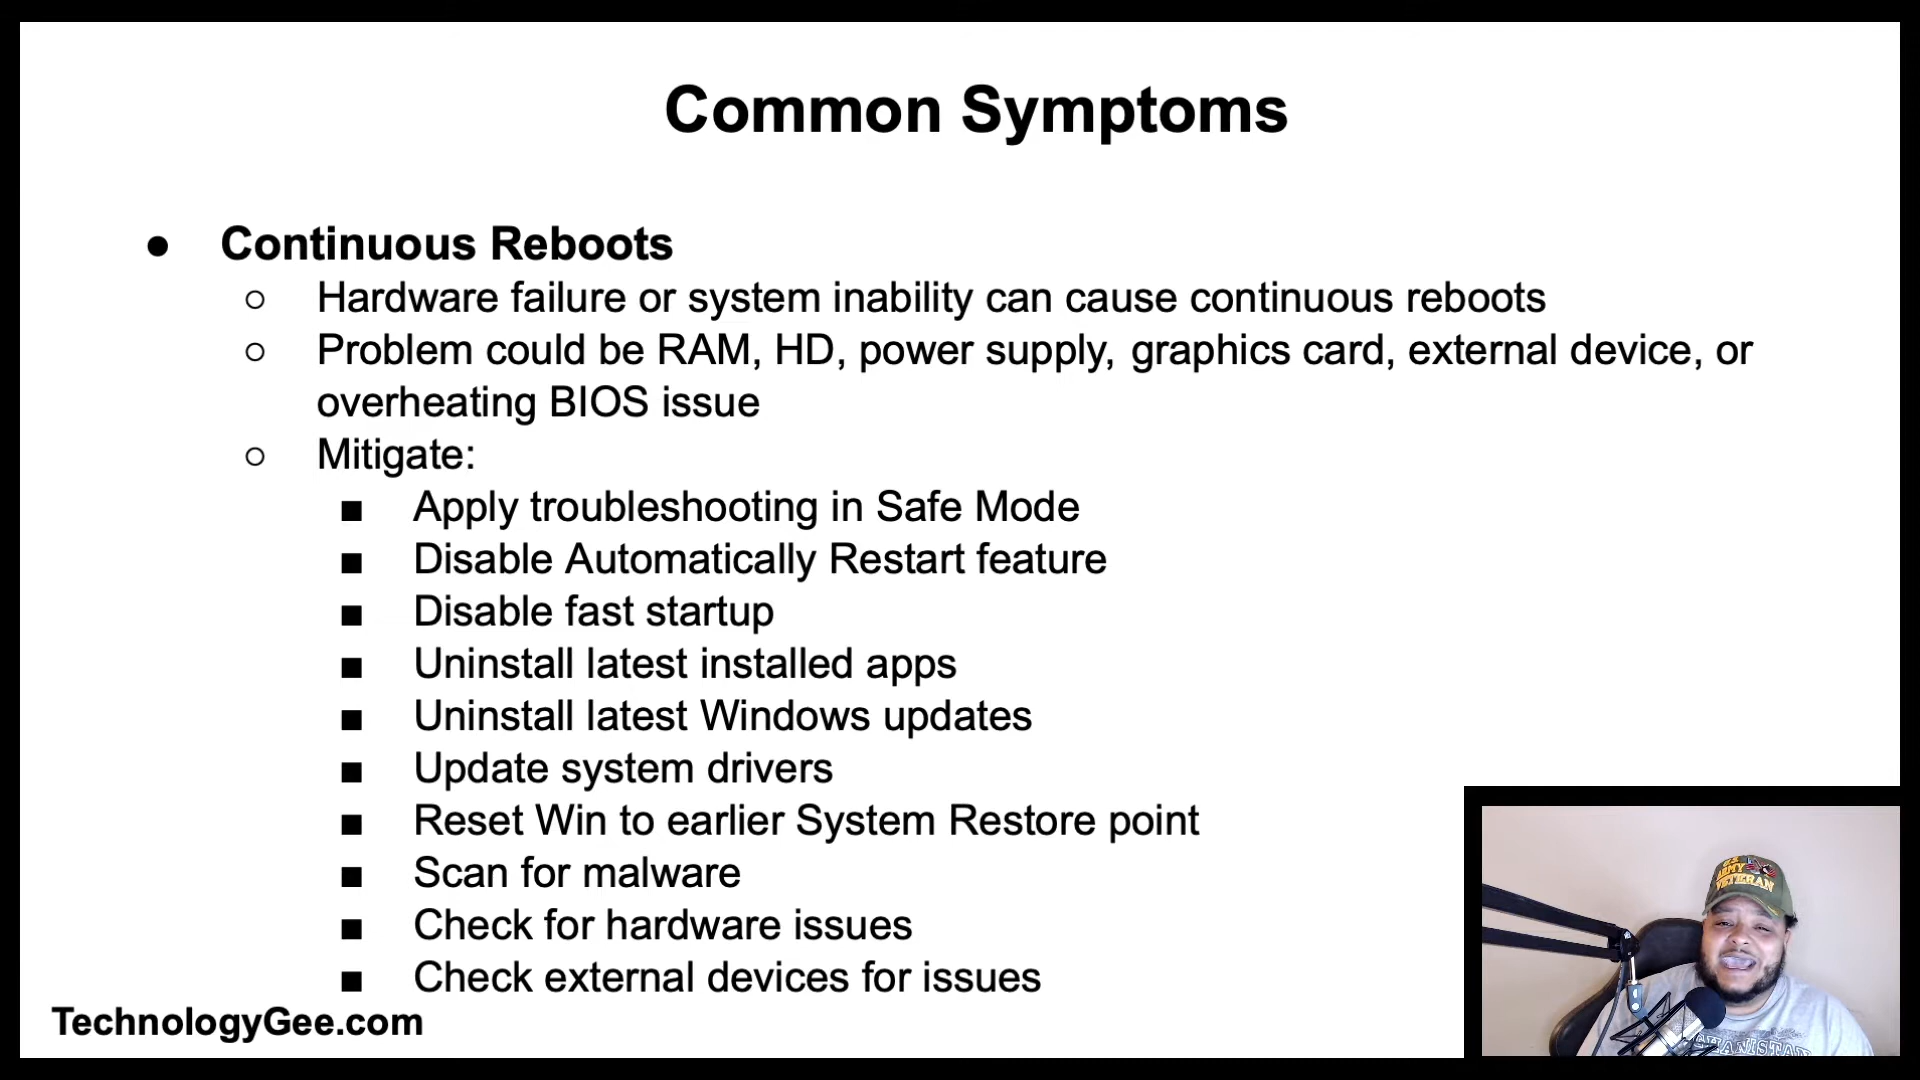 Common Symptoms
● Continuous Reboots
○ Hardware failure or system inability can cause continuous reboots
○ Problem could be RAM, HD, power supply, graphics card, external device, or
overheating BIOS issue
○ Mitigate:
■ Apply troubleshooting in Safe Mode
■ Disable Automatically Restart feature
■ Disable fast startup
■ Uninstall latest installed apps
■ Uninstall latest Windows updates
■ Update system drivers
■ Reset Win to earlier System Restore point
■ Scan for malware
■ Check for hardware issues
■ Check external devices for issues
TechnologyGee.com
U.S.
ARMY
VETERAN